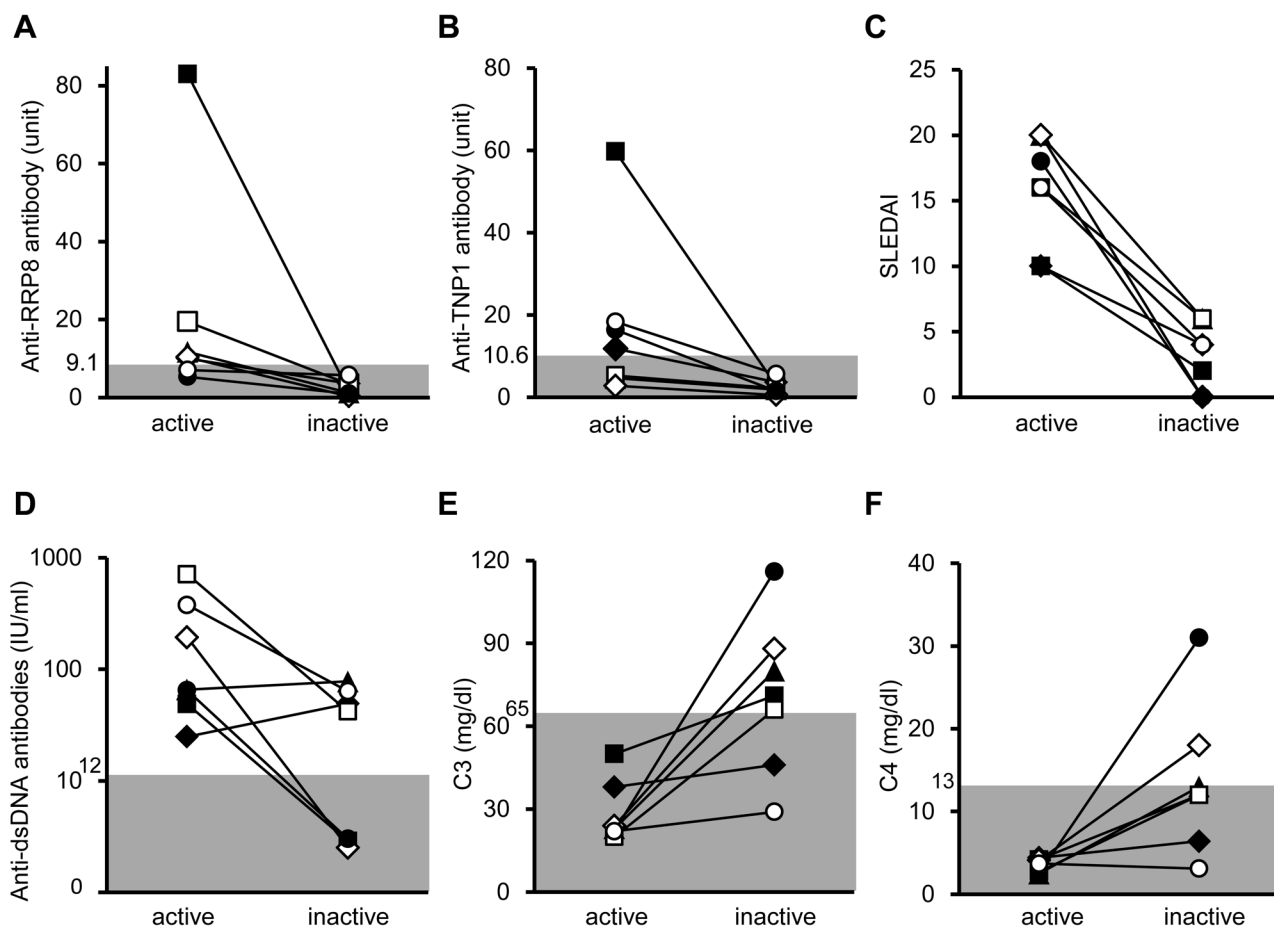 A
Anti-RRP8 antibody (unit)
80
60
40
20
9.1
0
active inactive
B
Anti-TNP1 antibody (unit)
80
60
40
20
10.6
0
active inactive
C
SLEDAI
25
20
15
10
5
0
active inactive
D
Anti-dsDNA antibodies (IU/ml)
1000
100
12
10
0
active inactive
E
C3 (mg/dl)
120
90
65
60
30
0
active inactive
F
C4 (mg/dl)
40
30
20
13
10
0
active inactive